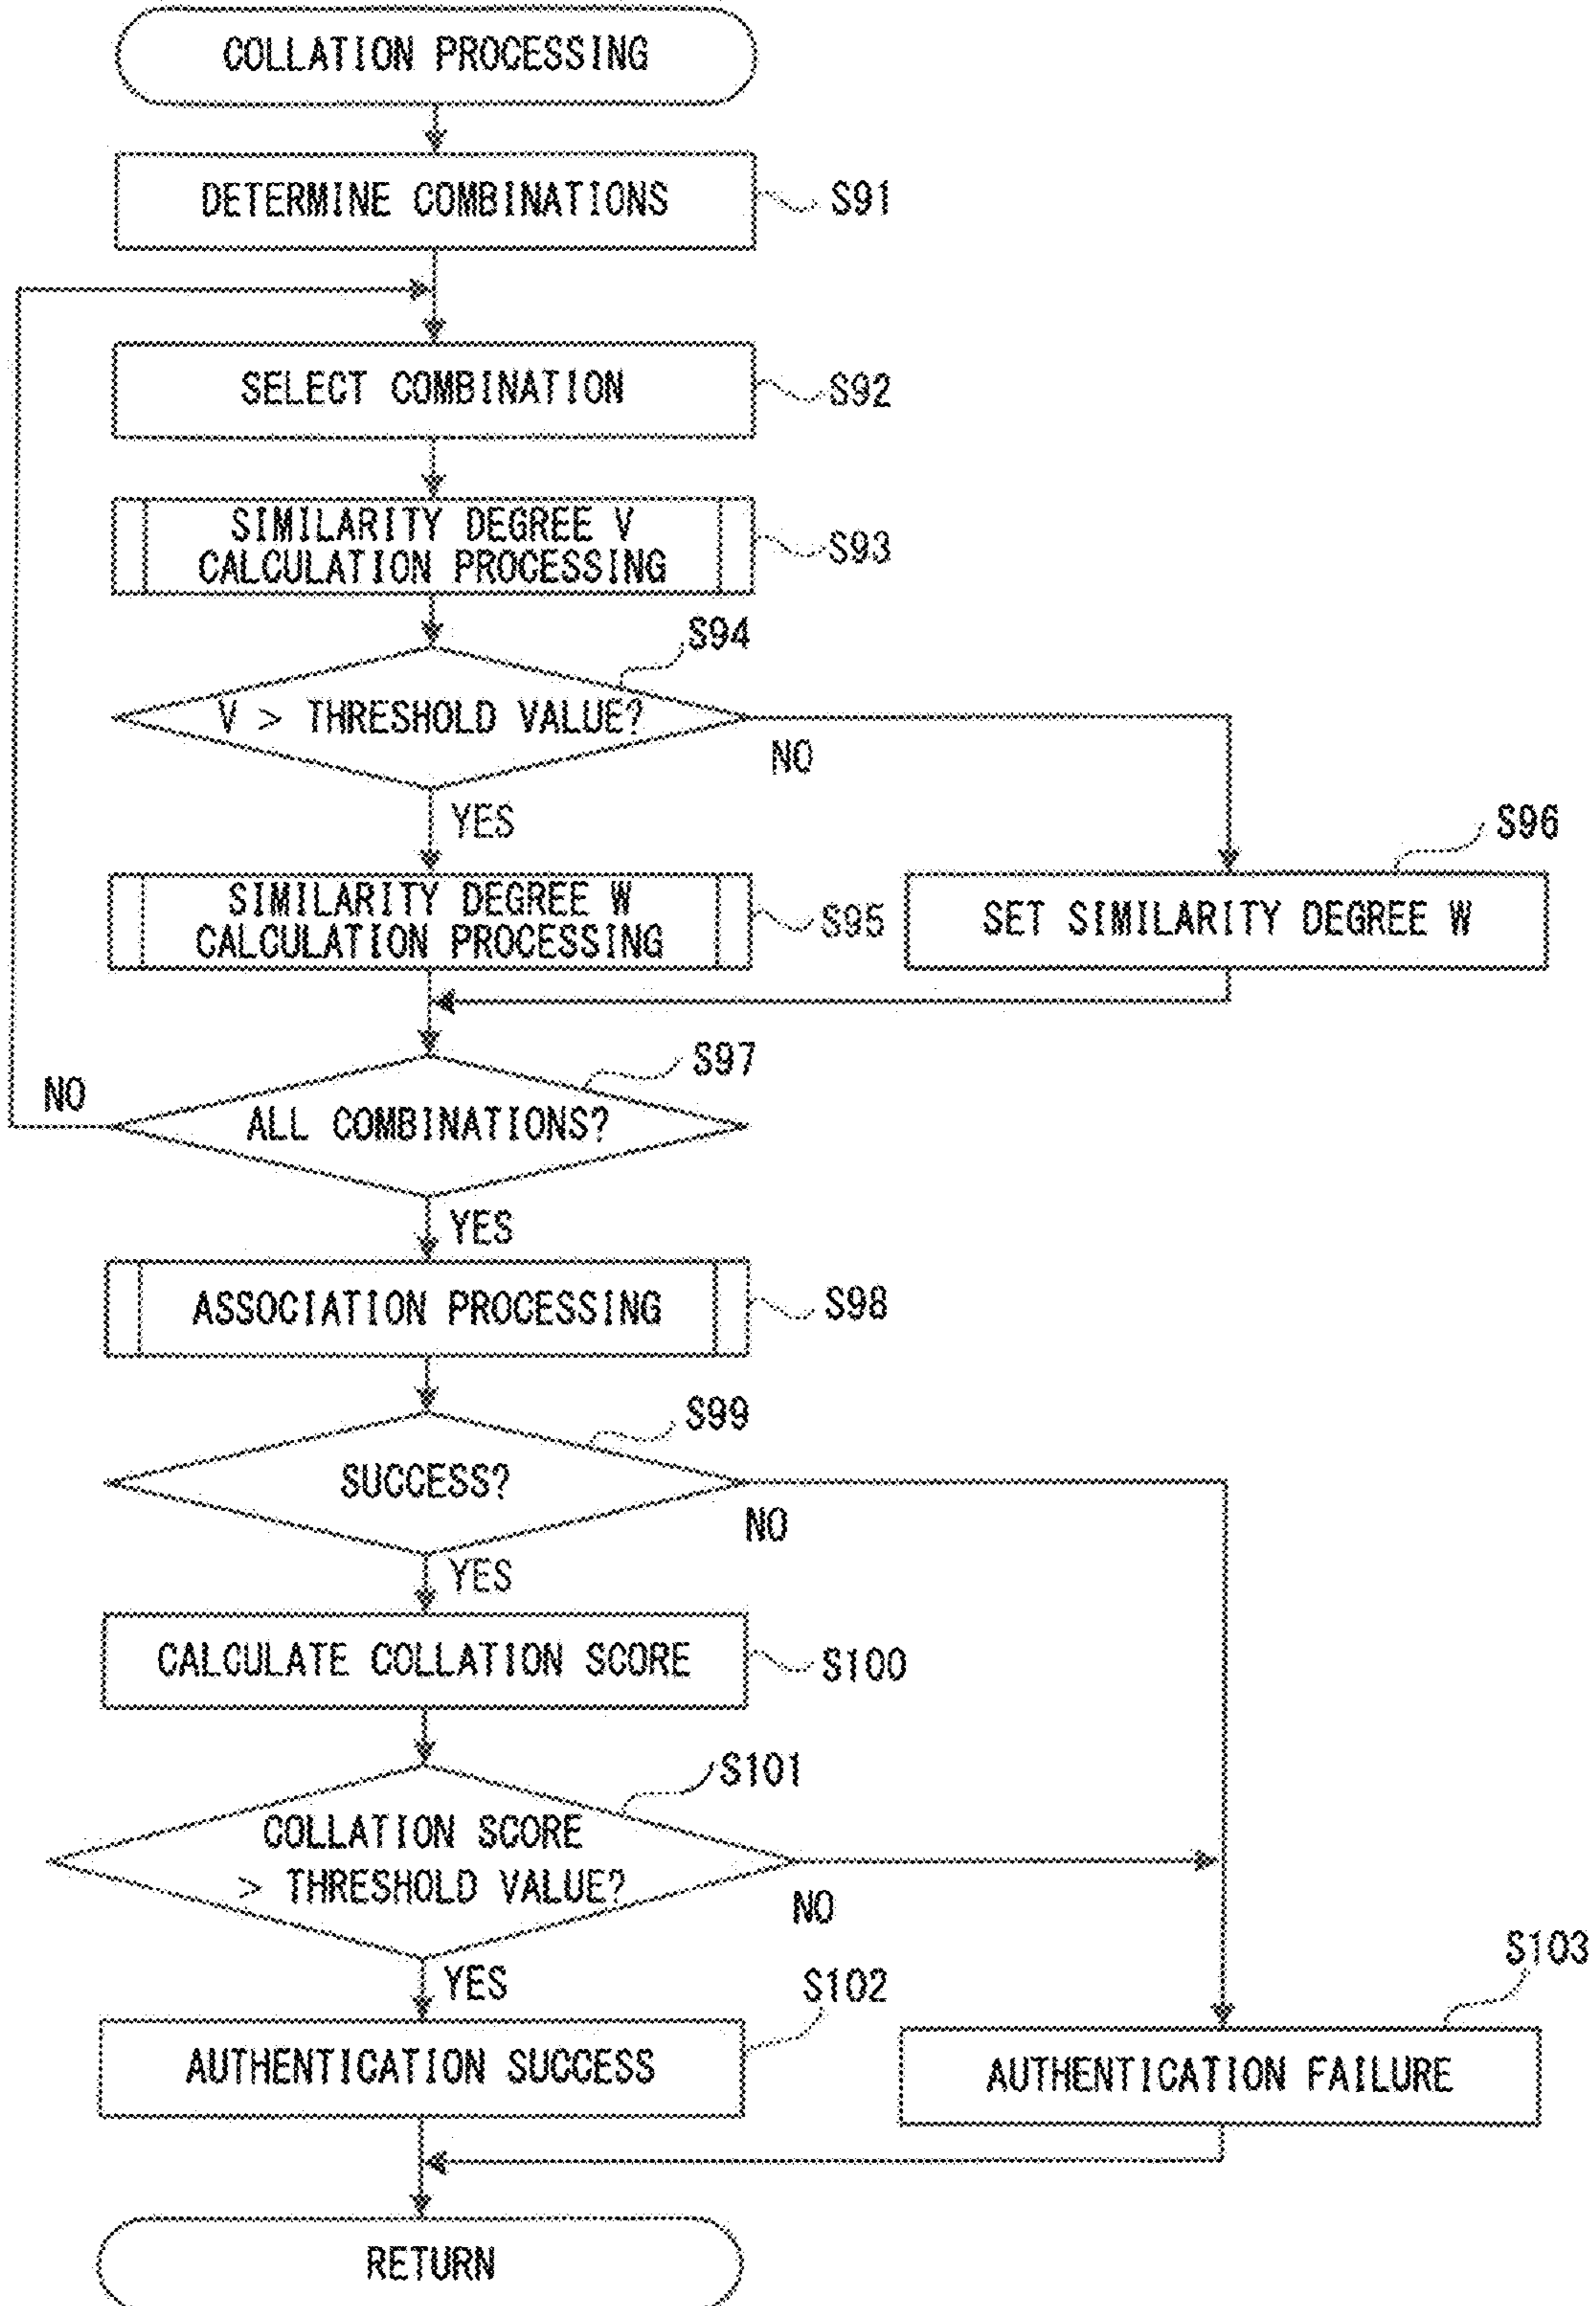 COLLATION PROCESSING
DETERMINE COMBINATIONS
S91
SELECT COMBINATION
S92
SIMILARITY DEGREE V
CALCULATION PROCESSING
S93
S94
V > THRESHOLD VALUE?
NO
YES
S96
SIMILARITY DEGREE W
CALCULATION PROCESSING
S95
SET SIMILARITY DEGREE W
S97
NO
ALL COMBINATIONS?
YES
ASSOCIATION PROCESSING
S98
S99
SUCCESS?
NO
YES
CALCULATE COLLATION SCORE
S100
S101
COLLATION SCORE
> THRESHOLD VALUE?
NO
YES
S102
S103
AUTHENTICATION SUCCESS
AUTHENTICATION FAILURE
RETURN